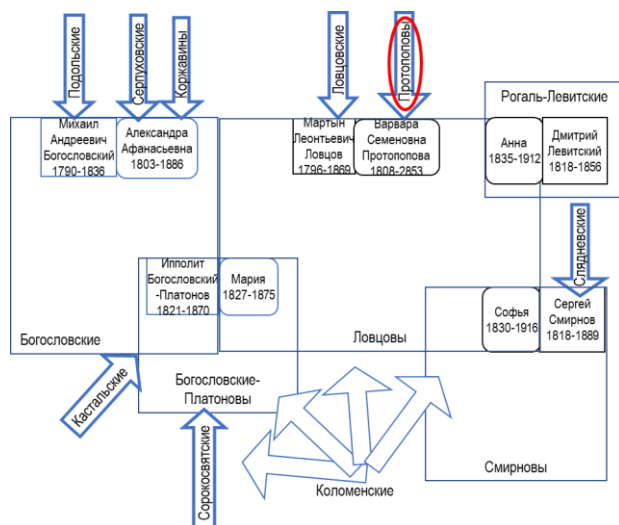 Подольские
Серпуховские
Коржавины
Ловцовские
Протопоповы
Рогаль-Левитские
Михаил
Андреевич
Богословский
1790-1836
Александра
Афанасьевна
1803-1886
Мартын
Леонтьевич
Ловцов
1796-1869
Варвара
Семеновна
Протопопова
1808-2853
Анна
1835-1912
Дмитрий
Левитский
1818-1856
Слядневские
Ипполит
Богословский
-Платонов
1821-1870
Мария
1827-1875
Софья
1830-1916
Сергей
Смирнов
1818-1889
Богословские
Ловцовы
Кастальские
Богословские-
Платоновы
Сорокосвятские
Коломенские
Смирновы